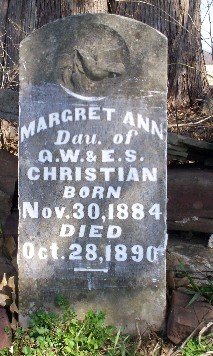 MARGRET ANN
Dau. of
G.W.&E.S.
CHRISTIAN
BORN
Nov.30,1884
DIED
Oct.28,1890